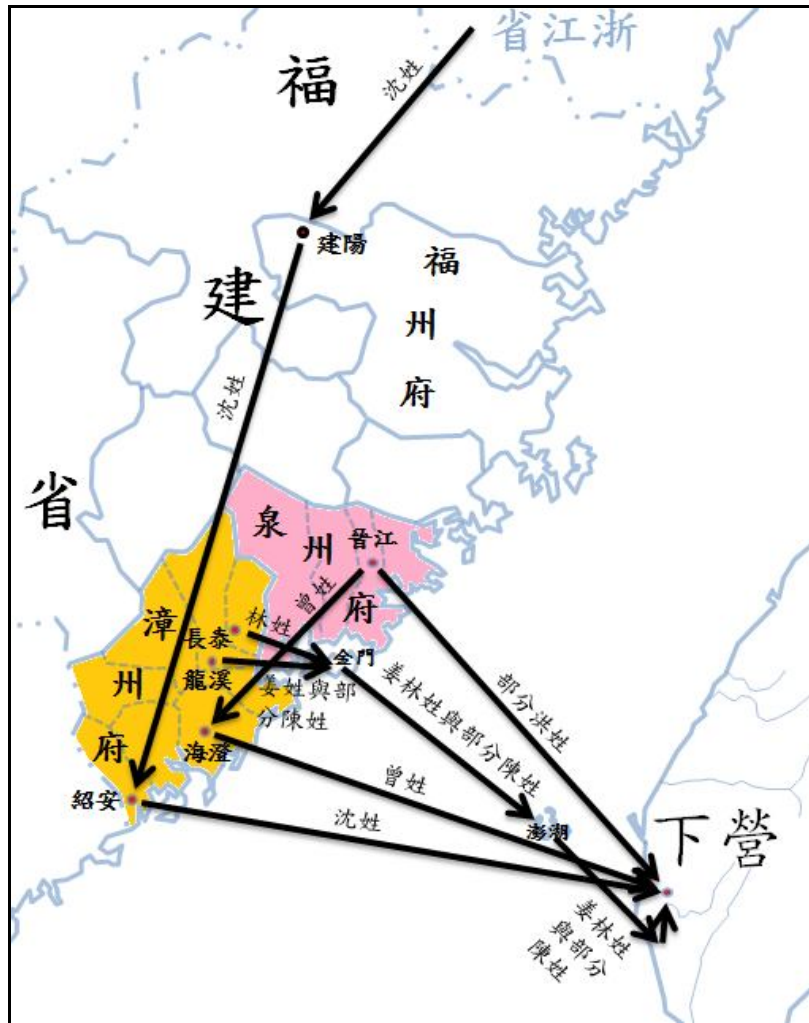 省江浙
福
建
省
沈姓
建陽
福
州
府
沈姓
泉
州
府
晉江
曾姓
漳
州
府
長泰
林姓
龍溪
金門
姜姓與部
分陳姓
海澄
紹安
姜林姓與部分陳姓
部分洪姓
曾姓
沈姓
澎湖
下營
姜林姓
與部分
陳姓